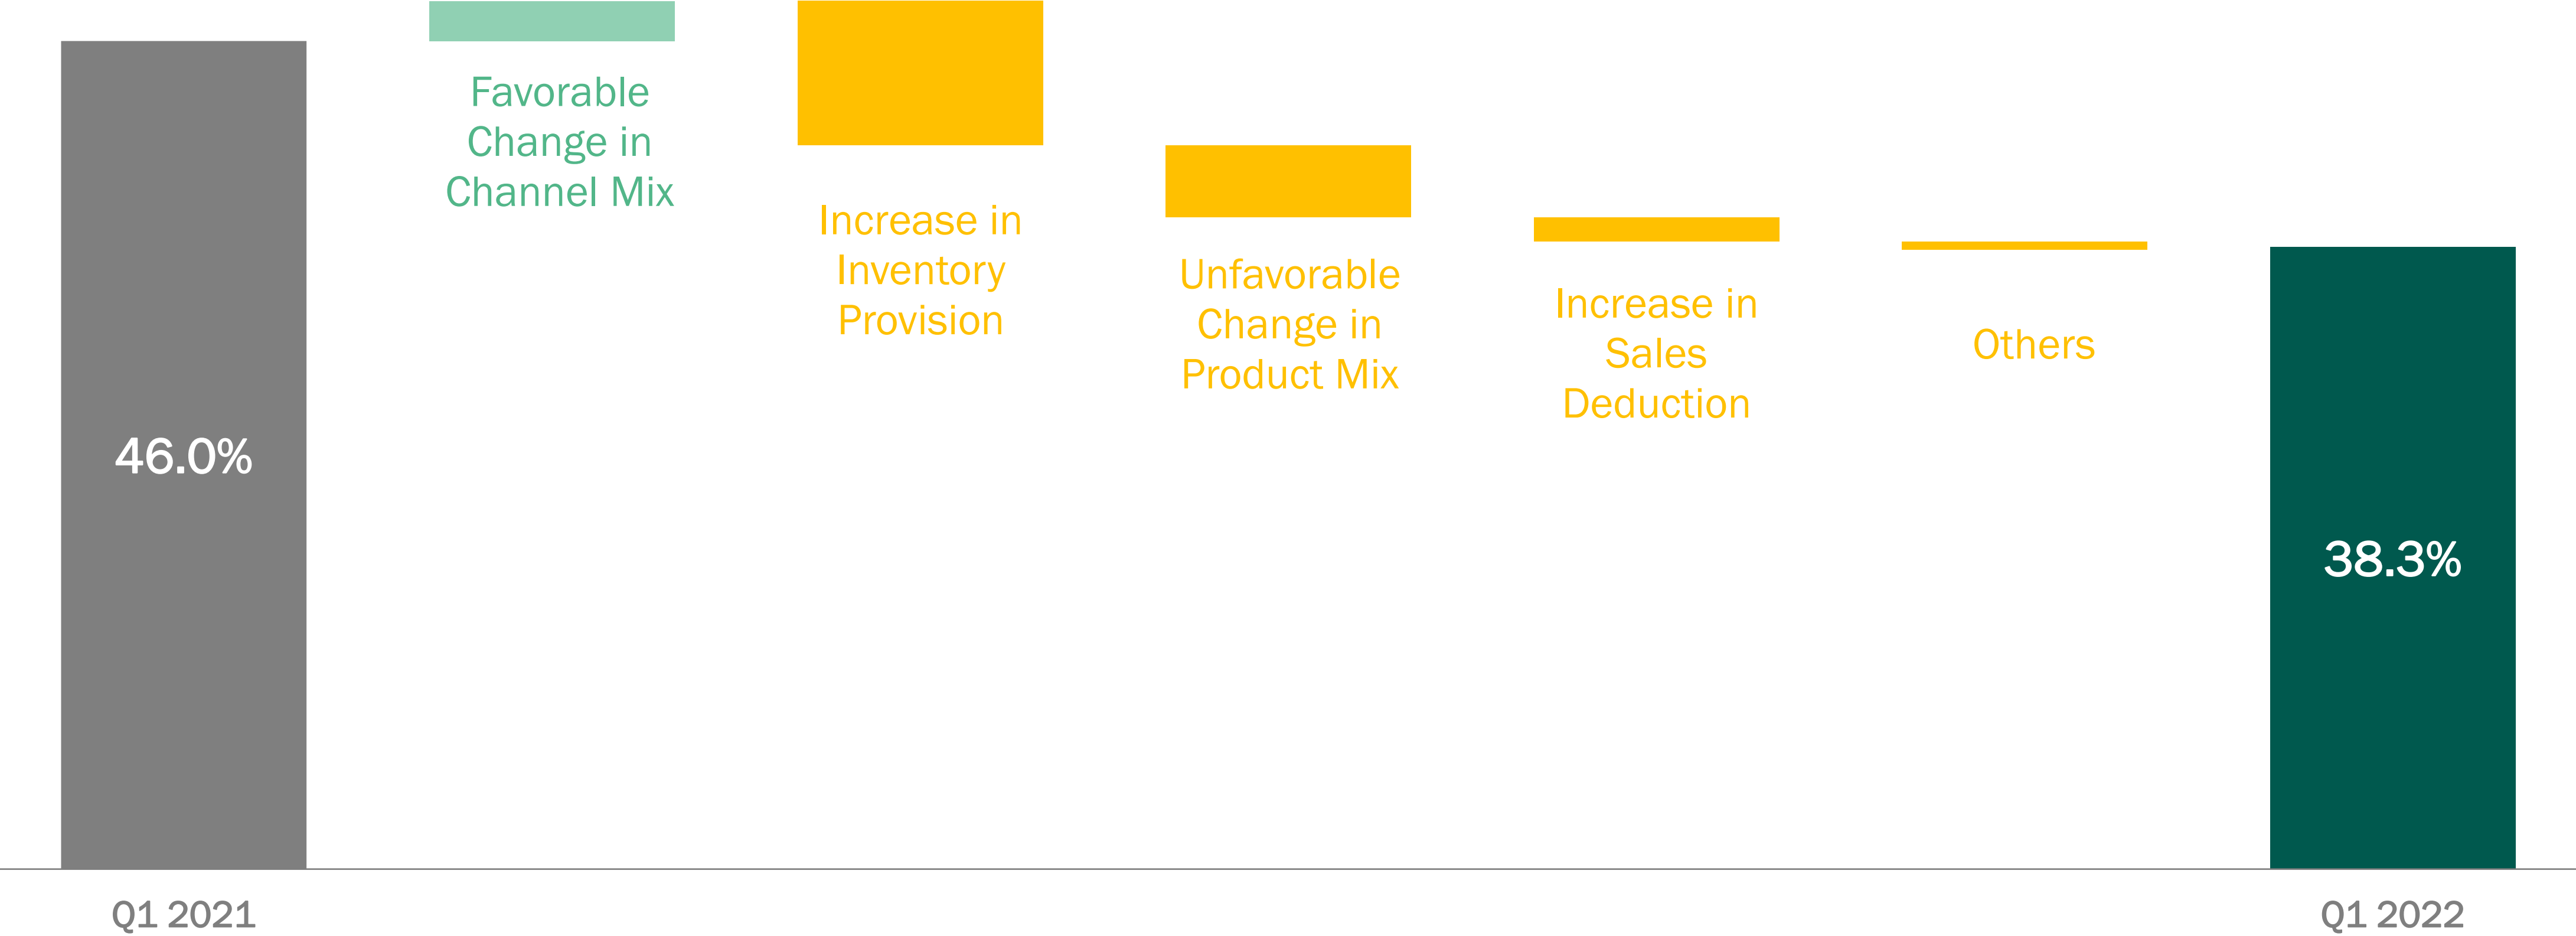 Favorable
Change in
Channel Mix
Increase in
Inventory
Provision
Unfavorable
Change in
Product Mix
Increase in
Sales
Deduction
Others
46.0%
38.3%
Q1 2021
Q1 2022